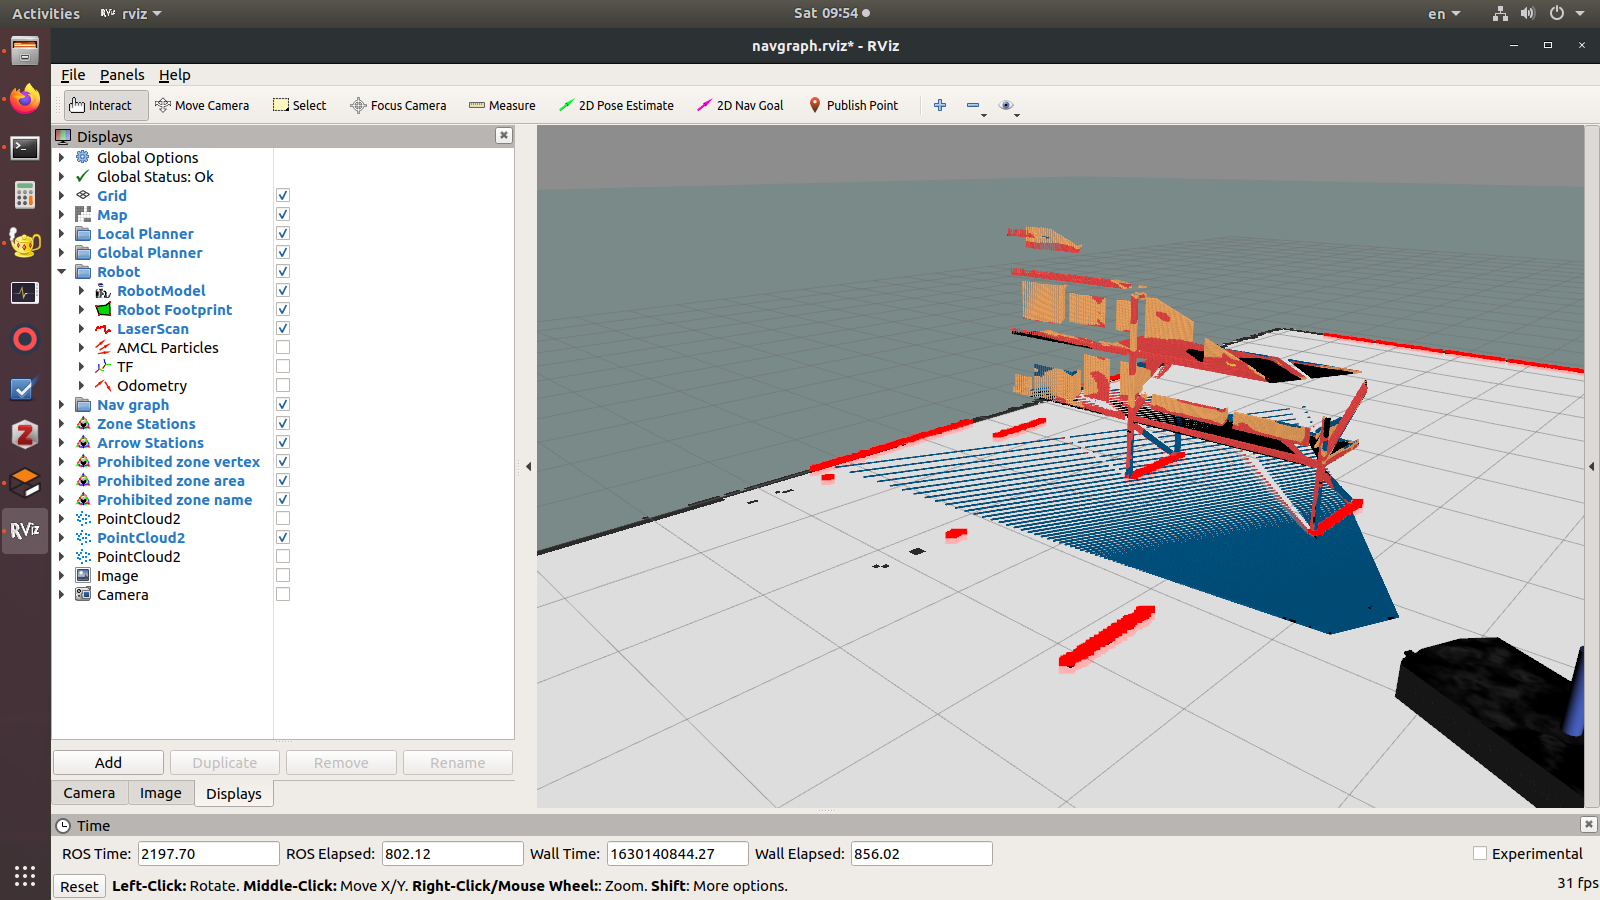 Activities
RViz rviz
Sat 09:54
en
navgraph.rviz* - RViz
File Panels Help
Interact Move Camera Select Focus Camera Measure 2D Pose Estimate 2D Nav Goal Publish Point
Displays
Global Options
Global Status: Ok
Grid
Map
Local Planner
Global Planner
Robot
RobotModel
Robot Footprint
LaserScan
AMCL Particles
TF
Odometry
Nav graph
Zone Stations
Arrow Stations
Prohibited zone vertex
Prohibited zone area
Prohibited zone name
PointCloud2
PointCloud2
PointCloud2
Image
Camera
RViz
Add Duplicate Remove Rename
Camera Image Displays
Time
ROS Time: 2197.70 ROS Elapsed: 802.12 Wall Time: 1630140844.27 Wall Elapsed: 856.02 Experimental
Reset Left-Click: Rotate. Middle-Click: Move X/Y. Right-Click/Mouse Wheel:: Zoom. Shift: More options. 31 fps